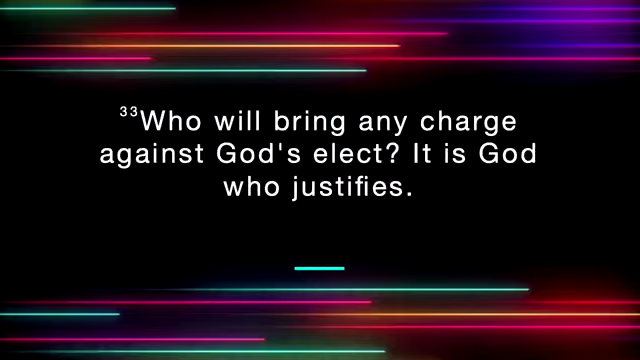 ³³Who will bring any charge
against God's elect? It is God
who justifies.